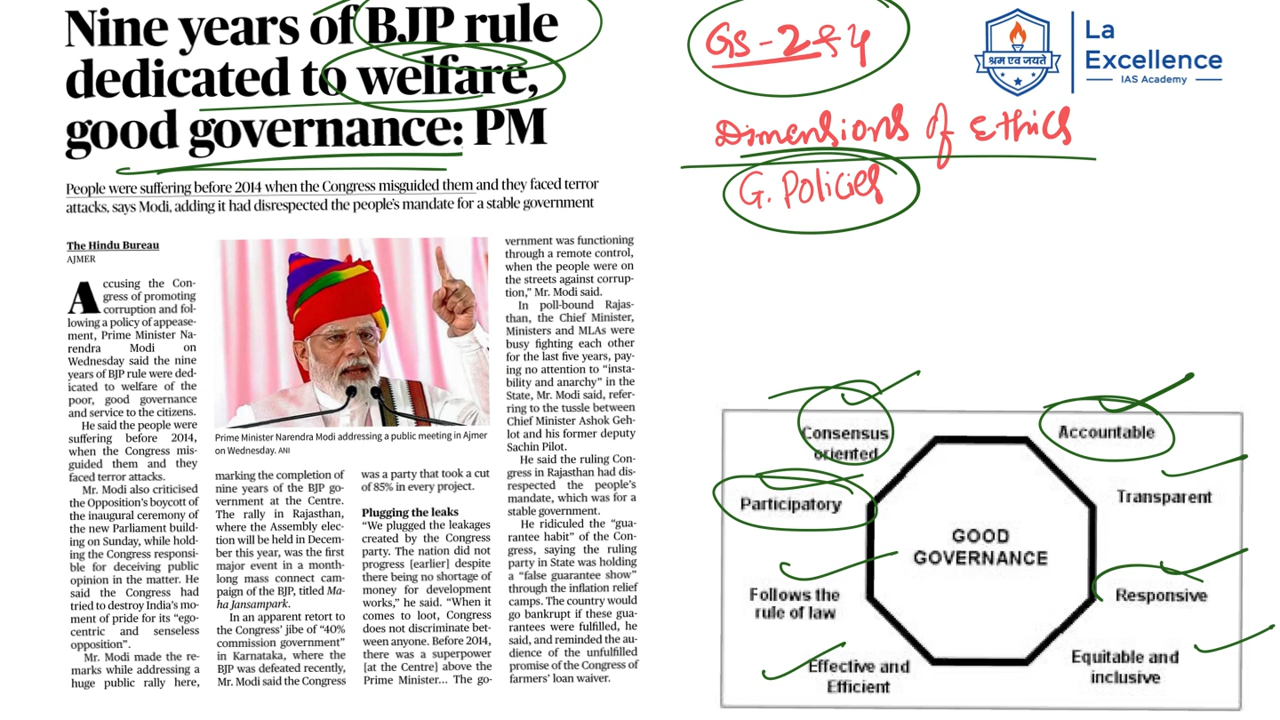 Nine years of BJP rule
dedicated to welfare,
good governance: PM
People were suffering before 2014 when the Congress misguided them and they faced terror
attacks, says Modi, adding it had disrespected the people's mandate for a stable government
The Hindu Bureau
AJMER
Accusing the Con-
gress of promoting
corruption and fol-
lowing a policy of appease-
ment, Prime Minister Na-
rendra Modi on
Wednesday said the nine
years of BJP rule were ded-
icated to welfare of the
poor, good governance
and service to the citizens.
He said the people were
suffering before 2014,
when the Congress mis-
guided them and they
faced terror attacks.
Mr. Modi also criticised
the Opposition's boycott of
the inaugural ceremony of
the new Parliament build-
ing on Sunday, while hold-
ing the Congress responsi-
ble for deceiving public
opinion in the matter. He
said the Congress had
tried to destroy India's mo-
ment of pride for its "ego-
centric and senseless
opposition".
Mr. Modi made the re-
marks while addressing a
huge public rally here,
Prime Minister Narendra Modi addressing a public meeting in Ajmer
on Wednesday. ANI
marking the completion of
nine years of the BJP go-
vernment at the Centre.
The rally in Rajasthan,
where the Assembly elec-
tion will be held in Decem-
ber this year, was the first
major event in a month-
long mass connect cam-
paign of the BJP, titled Ma-
ha Jansampark.
In an apparent retort to
the Congress' jibe of "40%
commission government"
in Karnataka, where the
BJP was defeated recently,
Mr. Modi said the Congress
was a party that took a cut
of 85% in every project.
Plugging the leaks
"We plugged the leakages
created by the Congress
party. The nation did not
progress [earlier] despite
there being no shortage of
money for development
works," he said. "When it
comes to loot, Congress
does not discriminate bet-
ween anyone. Before 2014,
there was a superpower
[at the Centre] above the
Prime Minister... The go-
vernment was functioning
through a remote control,
when the people were on
the streets against corrup-
tion," Mr. Modi said.
In poll-bound Rajas-
than, the Chief Minister,
Ministers and MLAs were
busy fighting each other
for the last five years, pay-
ing no attention to "insta-
bility and anarchy" in the
State, Mr. Modi said, refer-
ring to the tussle between
Chief Minister Ashok Geh-
lot and his former deputy
Sachin Pilot.
He said the ruling Con-
gress in Rajasthan had dis-
respected the people's
mandate, which was for a
stable government.
He ridiculed the "gua-
rantee habit" of the Con-
gress, saying the ruling
party in State was holding
a "false guarantee show"
through the inflation relief
camps. The country would
go bankrupt if these gua-
rantees were fulfilled, he
said, and reminded the au-
dience of the unfulfilled
promise of the Congress of
farmers' loan waiver.
GS-2&4
Dimensions of Ethics
G. Policies
श्रम एव जयते
La
Excellence
IAS Academy
Consensus
oriented
Accountable
Participatory
Transparent
GOOD
GOVERNANCE
Follows the
rule of law
Responsive
Effective and
Efficient
Equitable and
inclusive